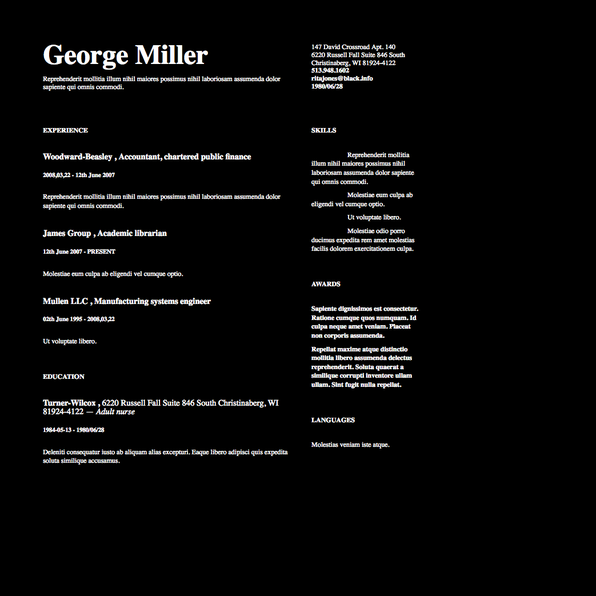 George Miller
Reprehenderit mollitia illum nihil maiores possimus nihil laboriosam assumenda dolor
sapiente qui omnis commodi.
147 David Crossroad Apt. 140
6220 Russell Fall Suite 846 South
Christinaberg, WI 81924-4122
513.948.1602
ritajones@black.info
1980/06/28
EXPERIENCE
Woodward-Beasley , Accountant, chartered public finance
2008,03,22 - 12th June 2007
Reprehenderit mollitia illum nihil maiores possimus nihil laboriosam assumenda dolor
sapiente qui omnis commodi.
James Group , Academic librarian
12th June 2007 - PRESENT
Molestiae eum culpa ab eligendi vel cumque optio.
Mullen LLC , Manufacturing systems engineer
02th June 1995 - 2008,03,22
Ut voluptate libero.
EDUCATION
Turner-Wilcox , 6220 Russell Fall Suite 846 South Christinaberg, WI
81924-4122 — Adult nurse
1984-05-13 - 1980/06/28
Deleniti consequatur iusto ab aliquam alias excepturi. Eaque libero adipisci quis expedita
soluta similique accusamus.
SKILLS
Reprehenderit mollitia
illum nihil maiores possimus nihil
laboriosam assumenda dolor sapiente
qui omnis commodi.
Molestiae eum culpa ab
eligendi vel cumque optio.
Ut voluptate libero.
Molestiae odio porro
ducimus expedita rem amet molestias
facilis dolorem exercitationem culpa.
AWARDS
Sapiente dignissimos est consectetur.
Ratione cumque quos numquam. Id
culpa neque amet veniam. Placeat
non corporis assumenda.
Repellat maxime atque distinctio
mollitia libero assumenda delectus
reprehenderit. Soluta quaerat a
similique corrupti inventore ullam
ullam. Sint fugit nulla repellat.
LANGUAGES
Molestias veniam iste atque.